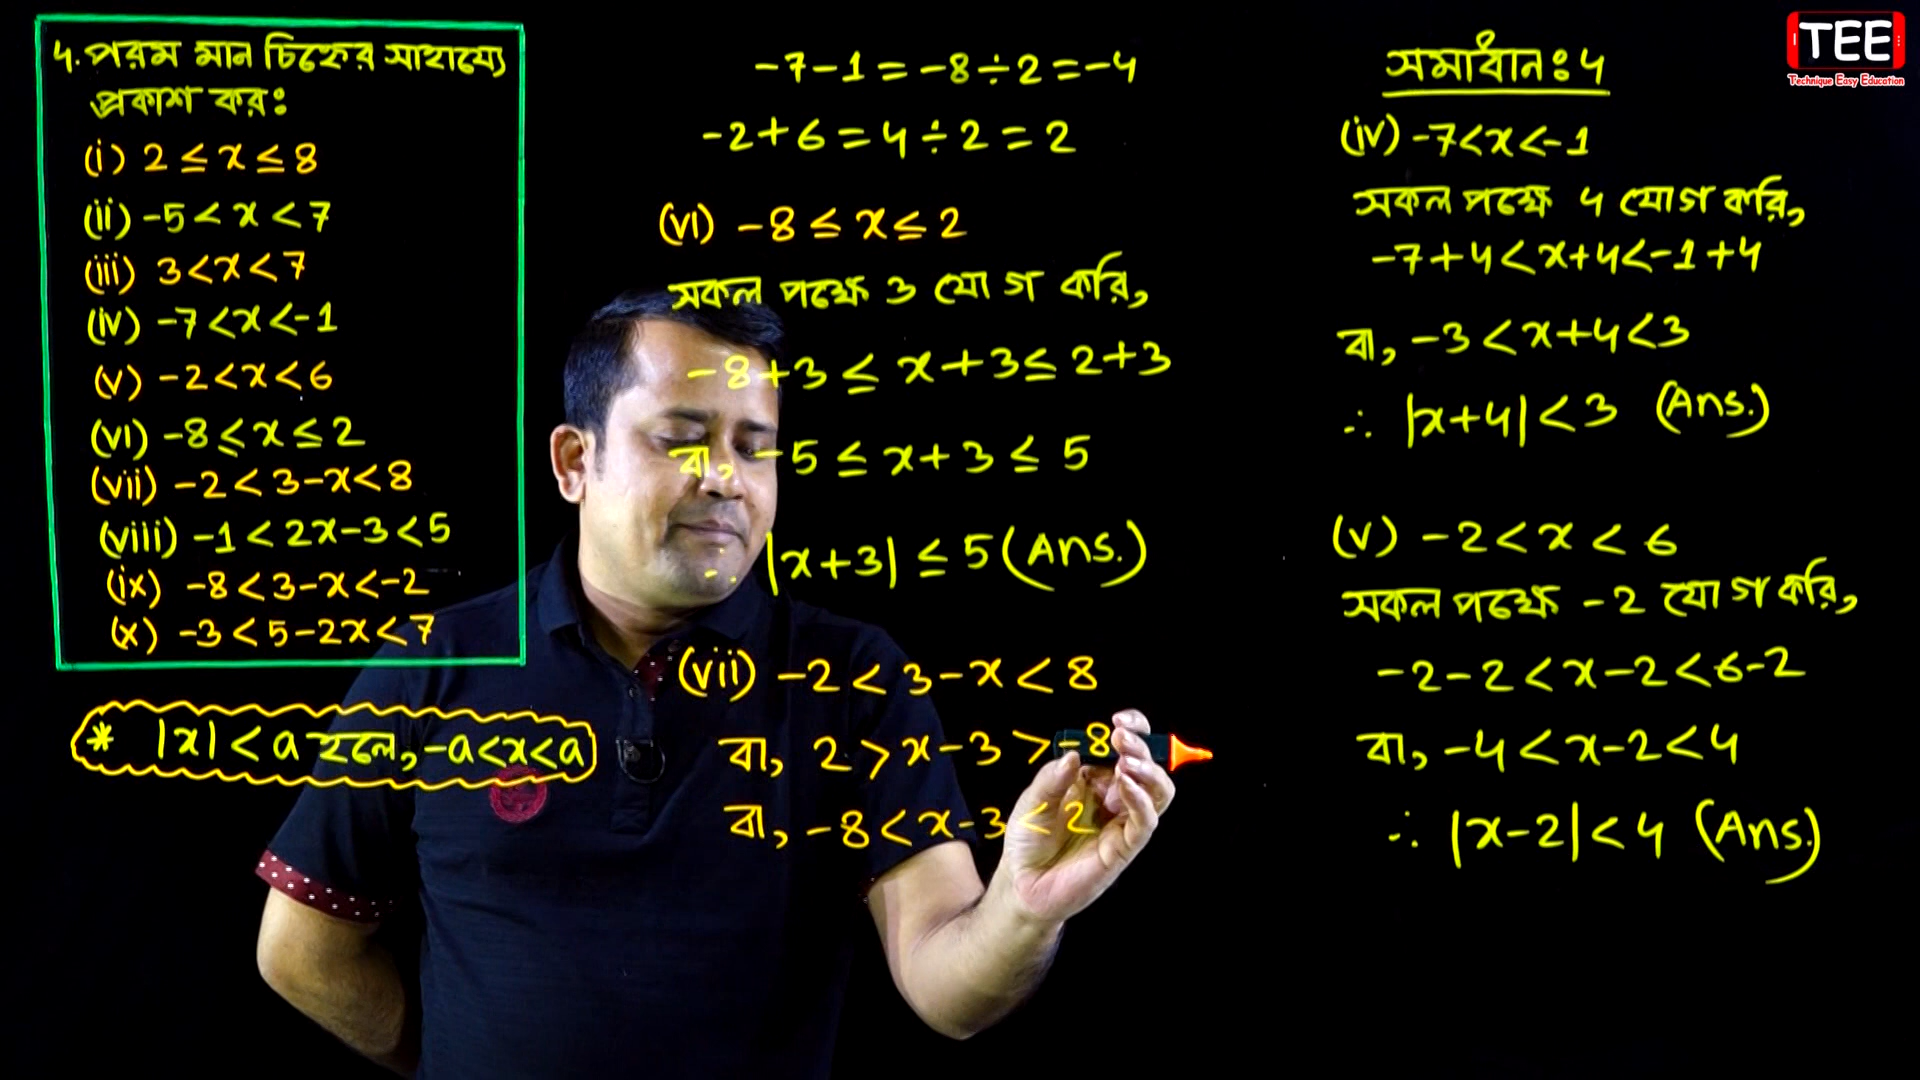 ৭. পরম মান চিহ্নের সাহায্যে
প্রকাশ কর:
(i) 2 ≤ x ≤ 8
(ii) -5 < x < 7
(iii) 3 < x < 7
(iv) -7 < x < -1
(v) -2 < x < 6
(vi) -8 ≤ x ≤ 2
(vii) -2 < 3-x < 8
(viii) -1 < 2x-3 < 5
(ix) -8 < 3-x < -2
(x) -3 < 5-2x < 7
* |x| < a হলে, -a < x < a
-7-1 = -8 ÷ 2 = -4
-2+6 = 4 ÷ 2 = 2
(vi) -8 ≤ x ≤ 2
সকল পক্ষে 3 যোগ করি,
-8+3 ≤ x+3 ≤ 2+3
বা, -5 ≤ x+3 ≤ 5
∴ |x+3| ≤ 5 (Ans.)
(vii) -2 < 3-x < 8
বা, 2 > x-3 > -8
বা, -8 < x-3 < 2
TEE
Technique Easy Education
সমাধান: ৭
(iv) -7 < x < -1
সকল পক্ষে 4 যোগ করি,
-7+4 < x+4 < -1+4
বা, -3 < x+4 < 3
∴ |x+4| < 3 (Ans.)
(v) -2 < x < 6
সকল পক্ষে -2 যোগ করি,
-2-2 < x-2 < 6-2
বা, -4 < x-2 < 4
∴ |x-2| < 4 (Ans.)